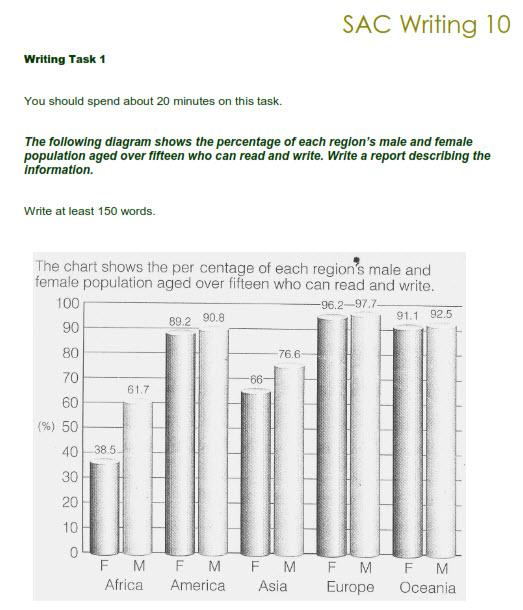 SAC Writing 10
Writing Task 1
You should spend about 20 minutes on this task.
The following diagram shows the percentage of each region's male and female
population aged over fifteen who can read and write. Write a report describing the
information.
Write at least 150 words.
The chart shows the per centage of each region's male and
female population aged over fifteen who can read and write.
100
90
80
70
60
(%) 50
40
30
20
10
0
38.5
61.7
89.2
90.8
66
76.6
96.2
97.7
91.1
92.5
F M F M F M F M F M
Africa America Asia Europe Oceania